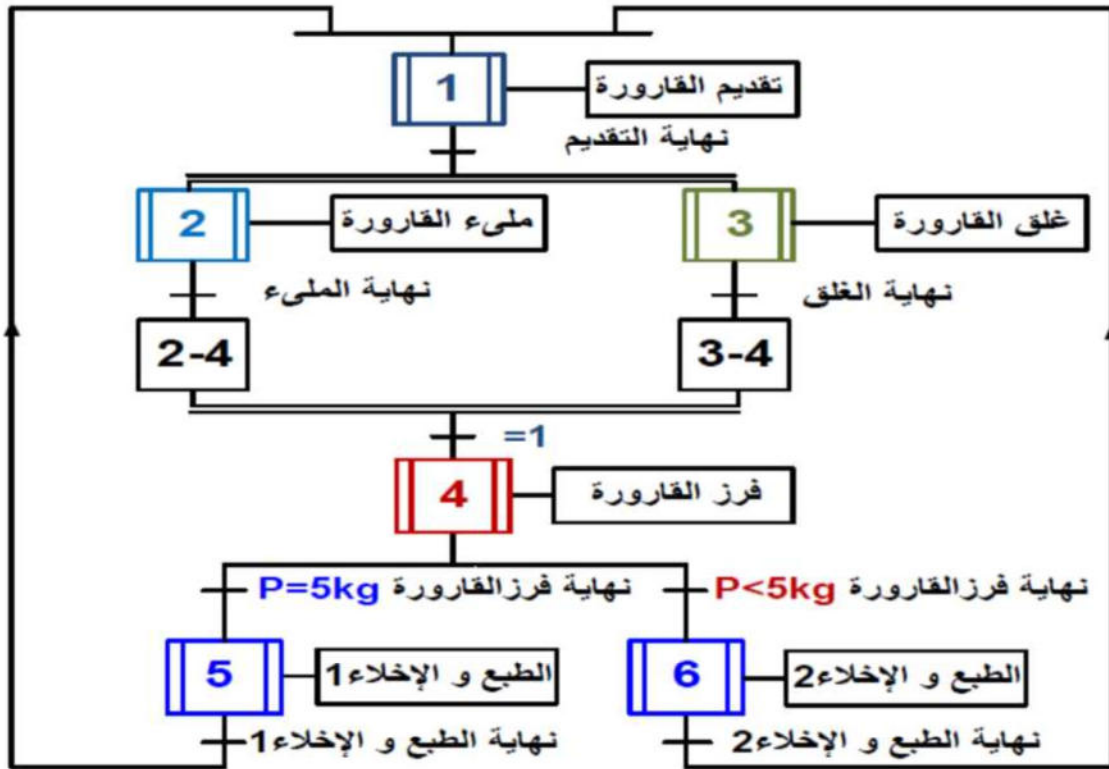 1
تقديم القارورة
نهاية التقديم
2
مليء القارورة
3
غلق القارورة
نهاية المليء
نهاية الغلق
2-4
3-4
=1
4
فرز القارورة
نهاية فرزالقارورة P=5kg
نهاية فرزالقارورة P<5kg
5
الطبع و الإخلاء1
6
الطبع و الإخلاء2
نهاية الطبع و الإخلاء1
نهاية الطبع و الإخلاء2